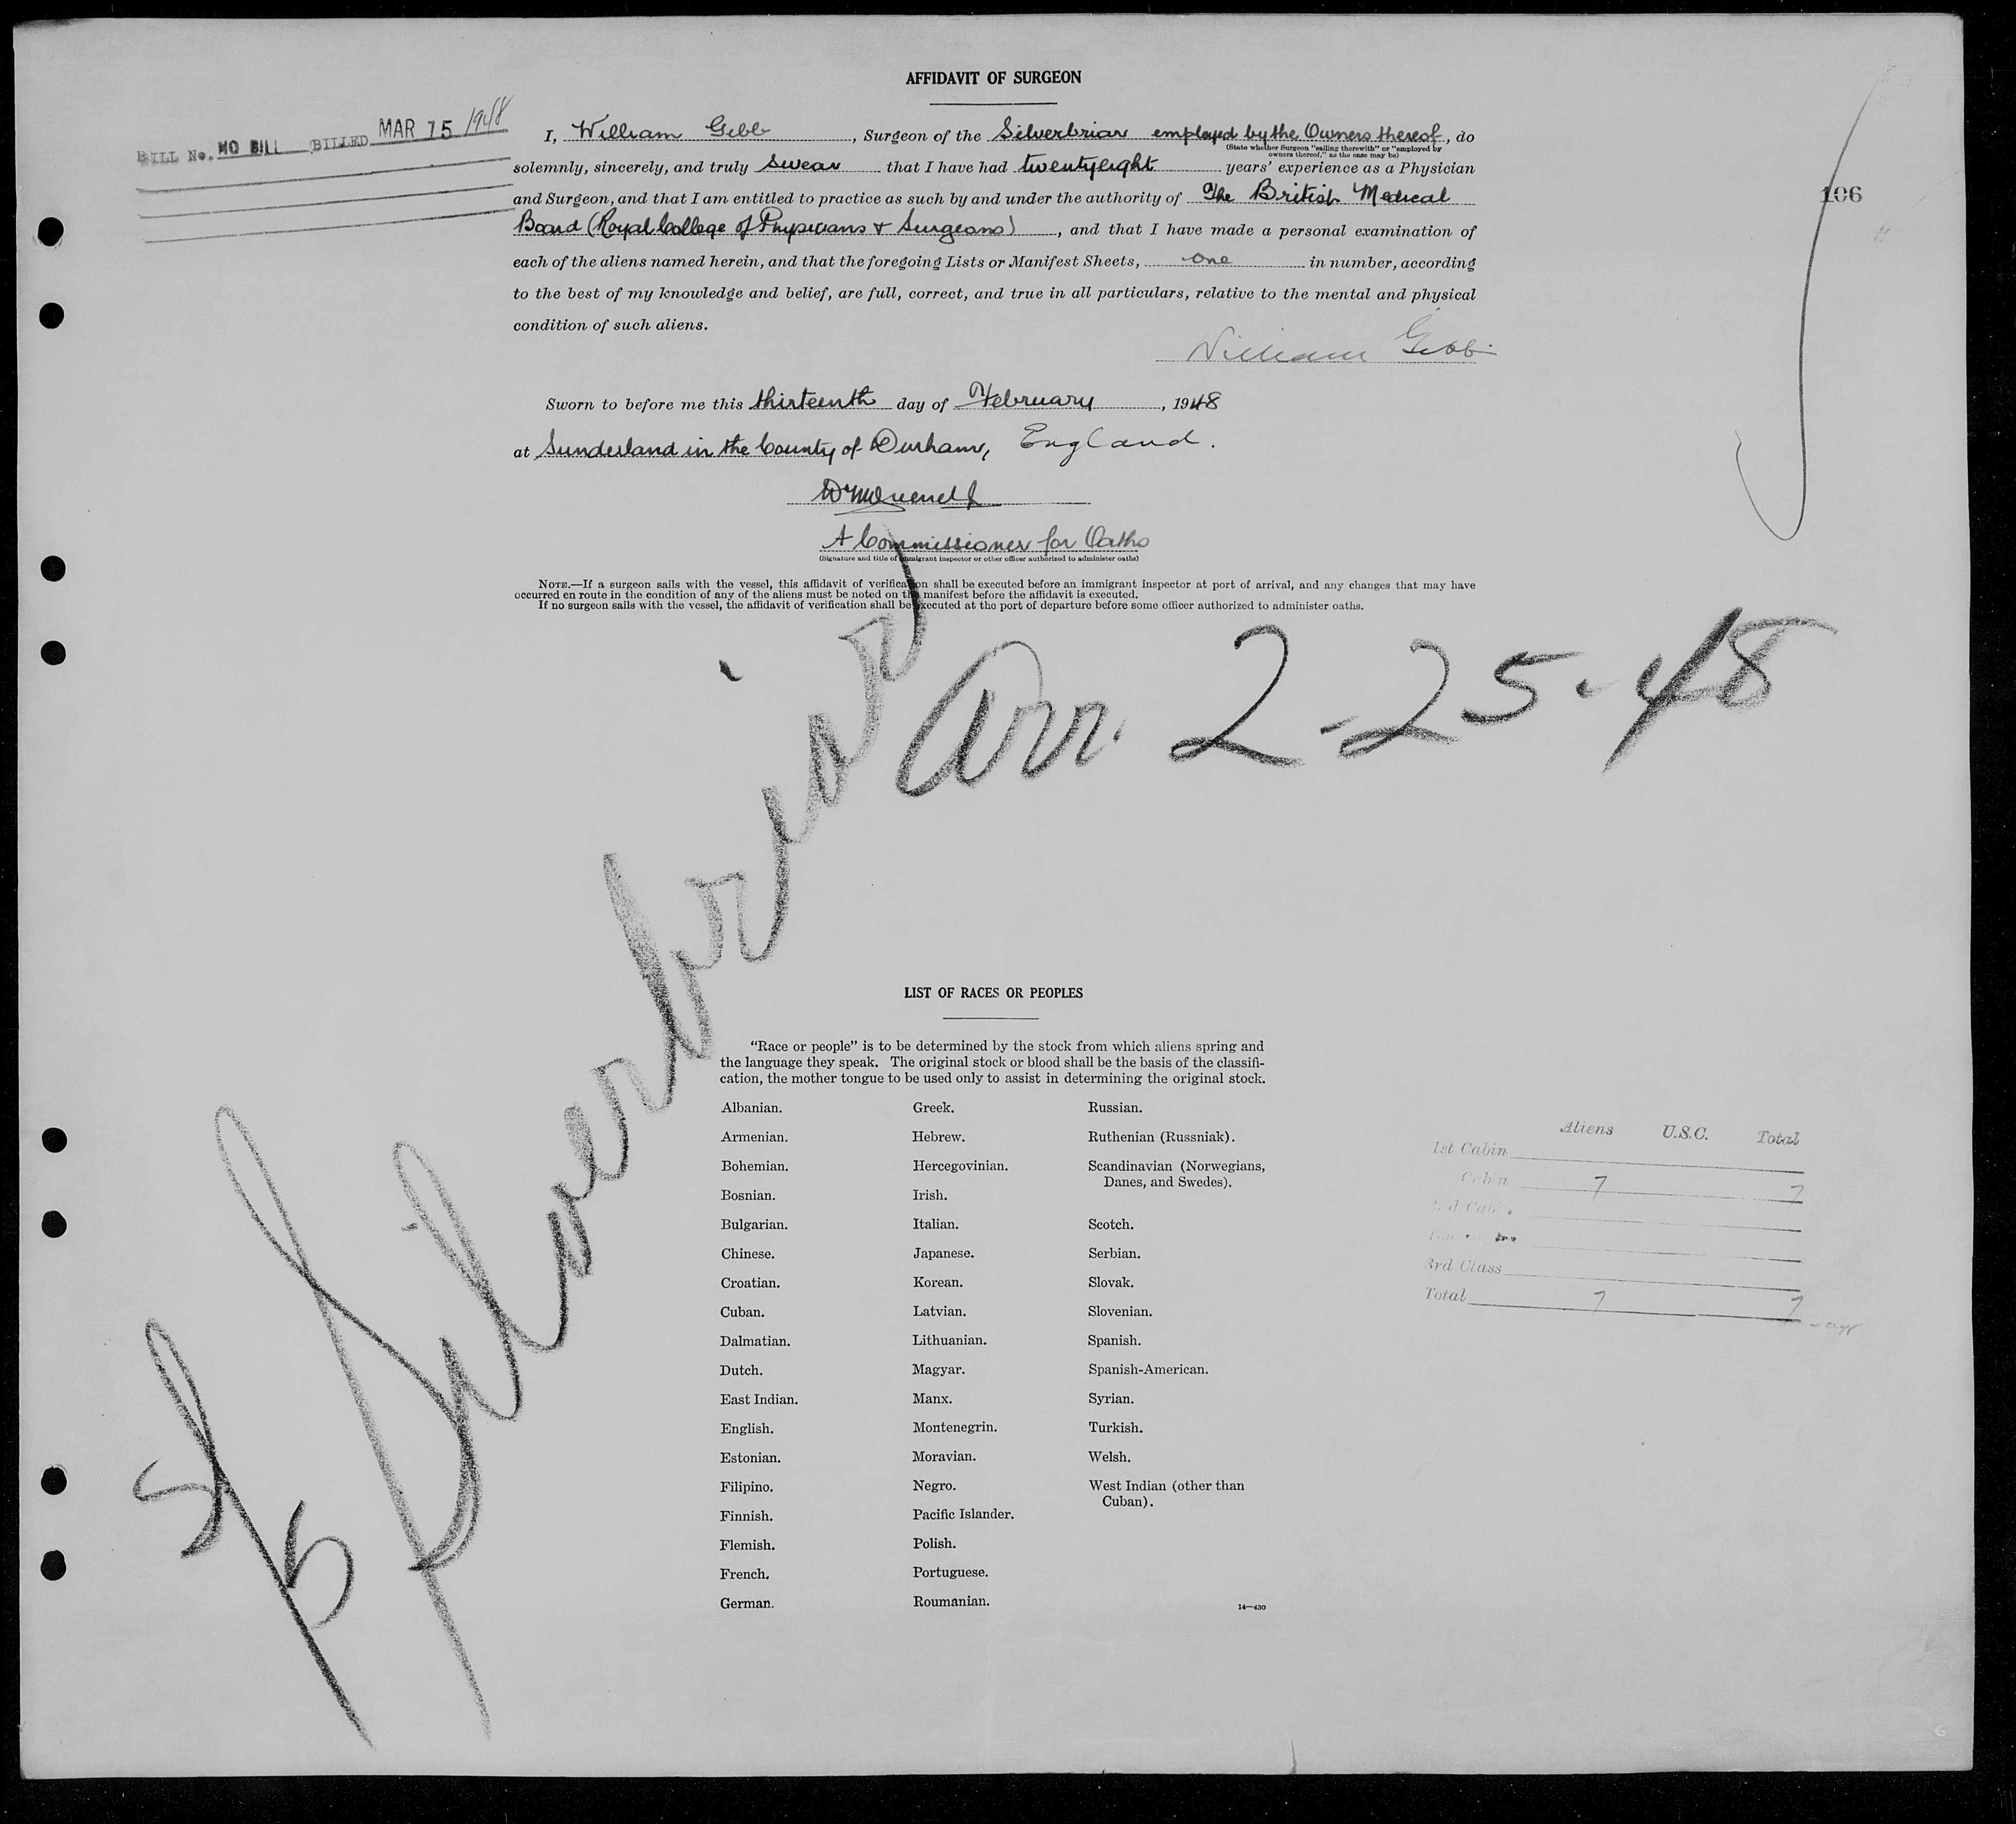 AFFIDAVIT OF SURGEON
BILL No. NO BILL BILLED MAR 15 1948
I, William Gibb, Surgeon of the Silverbriar employed by the Owners thereof, do
(State whether Surgeon "sailing therewith" or "employed by
owners thereof," as the case may be)
solemnly, sincerely, and truly swear that I have had twentyeight years' experience as a Physician
and Surgeon, and that I am entitled to practice as such by and under the authority of The British Medical
106
Board (Royal College of Physicians & Surgeons), and that I have made a personal examination of
each of the aliens named herein, and that the foregoing Lists or Manifest Sheets, one in number, according
to the best of my knowledge and belief, are full, correct, and true in all particulars, relative to the mental and physical
condition of such aliens.
William Gibb
Sworn to before me this thirteenth day of February, 1948
at Sunderland in the County of Durham, England.
A Commissioner for Oaths
(Signature and title of immigrant inspector or other officer authorized to administer oaths)
NOTE.—If a surgeon sails with the vessel, this affidavit of verification shall be executed before an immigrant inspector at port of arrival, and any changes that may have
occurred en route in the condition of any of the aliens must be noted on the manifest before the affidavit is executed.
If no surgeon sails with the vessel, the affidavit of verification shall be executed at the port of departure before some officer authorized to administer oaths.
Arr. 2-25-48
S/S Silverbriar
LIST OF RACES OR PEOPLES
"Race or people" is to be determined by the stock from which aliens spring and
the language they speak. The original stock or blood shall be the basis of the classifi-
cation, the mother tongue to be used only to assist in determining the original stock.
Albanian.
Armenian.
Bohemian.
Bosnian.
Bulgarian.
Chinese.
Croatian.
Cuban.
Dalmatian.
Dutch.
East Indian.
English.
Estonian.
Filipino.
Finnish.
Flemish.
French.
German.
Greek.
Hebrew.
Hercegovinian.
Irish.
Italian.
Japanese.
Korean.
Latvian.
Lithuanian.
Magyar.
Manx.
Montenegrin.
Moravian.
Negro.
Pacific Islander.
Polish.
Portuguese.
Roumanian.
Russian.
Ruthenian (Russniak).
Scandinavian (Norwegians,
Danes, and Swedes).
Scotch.
Serbian.
Slovak.
Slovenian.
Spanish.
Spanish-American.
Syrian.
Turkish.
Welsh.
West Indian (other than
Cuban).
14—430
Aliens U.S.C. Total
1st Cabin
Cabin 7 7
2nd Cabin
3rd Class
Total 7 7